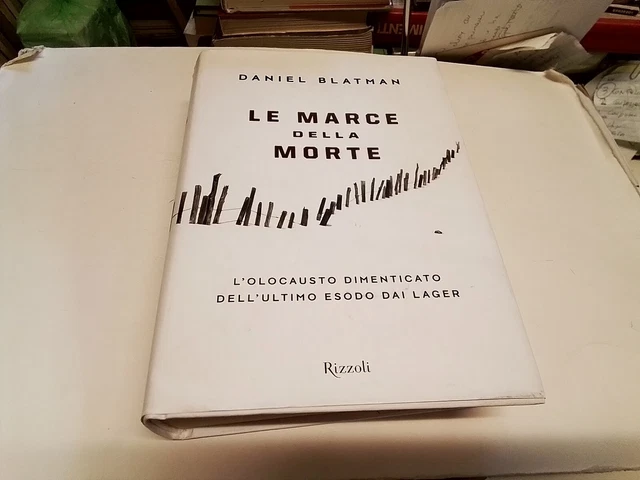 DANIEL BLATMAN
LE MARCE
DELLA
MORTE
L'OLOCAUSTO DIMENTICATO
DELL'ULTIMO ESODO DAI LAGER
Rizzoli